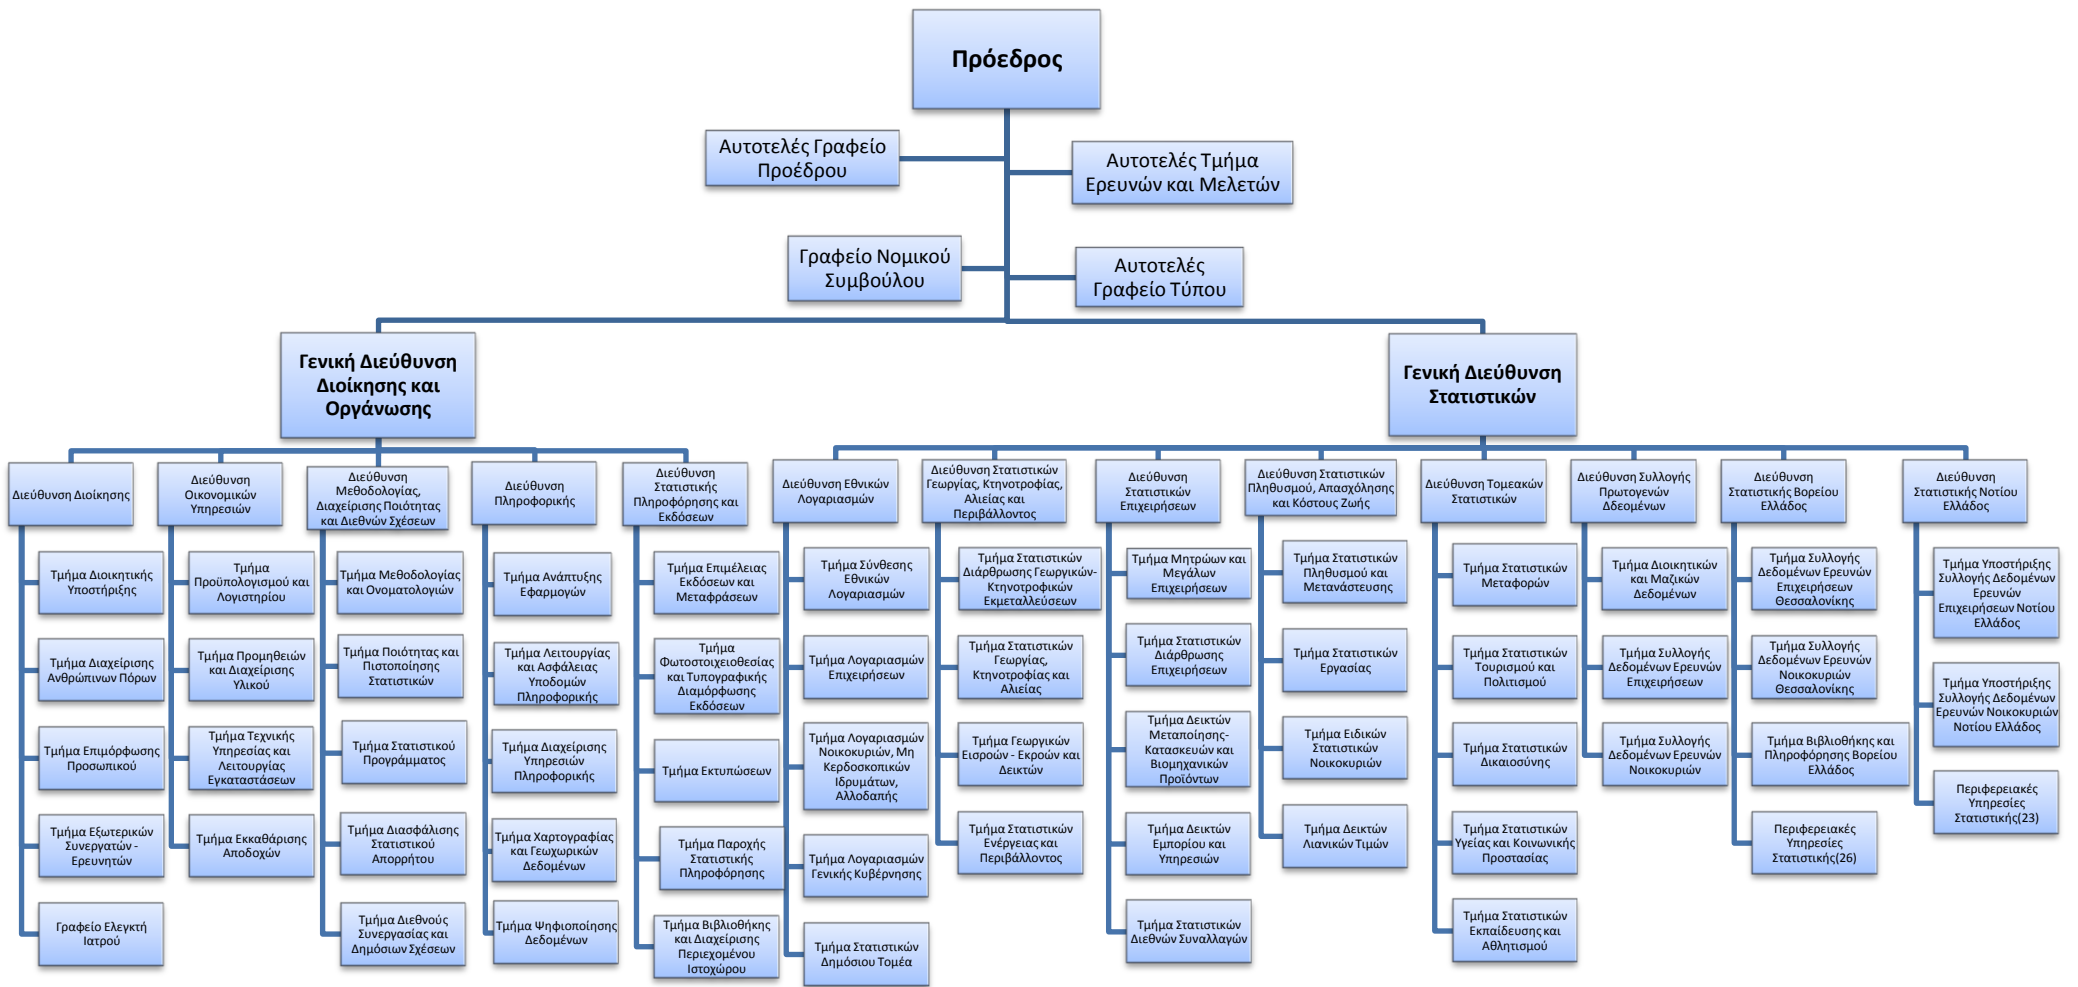 Πρόεδρος
Αυτοτελές Γραφείο
Προέδρου
Αυτοτελές Τμήμα
Ερευνών και Μελετών
Γραφείο Νομικού
Συμβούλου
Αυτοτελές
Γραφείο Τύπου
Γενική Διεύθυνση
Διοίκησης και
Οργάνωσης
Γενική Διεύθυνση
Στατιστικών
Διεύθυνση Διοίκησης
Τμήμα Διοικητικής
Υποστήριξης
Τμήμα Διαχείρισης
Ανθρώπινων Πόρων
Τμήμα Επιμόρφωσης
Προσωπικού
Τμήμα Εξωτερικών
Συνεργατών -
Ερευνητών
Γραφείο Ελεγκτή
Ιατρού
Διεύθυνση
Οικονομικών
Υπηρεσιών
Τμήμα
Προϋπολογισμού και
Λογιστηρίου
Τμήμα Προμηθειών
και Διαχείρισης
Υλικού
Τμήμα Τεχνικής
Υπηρεσίας και
Λειτουργίας
Εγκαταστάσεων
Τμήμα Εκκαθάρισης
Αποδοχών
Διεύθυνση
Μεθοδολογίας,
Διαχείρισης Ποιότητας
και Διεθνών Σχέσεων
Τμήμα Μεθοδολογίας
και Ονοματολογιών
Τμήμα Ποιότητας και
Πιστοποίησης
Στατιστικών
Τμήμα Στατιστικού
Προγράμματος
Τμήμα Διασφάλισης
Στατιστικού
Απορρήτου
Τμήμα Διεθνούς
Συνεργασίας και
Δημόσιων Σχέσεων
Διεύθυνση
Πληροφορικής
Τμήμα Ανάπτυξης
Εφαρμογών
Τμήμα Λειτουργίας
και Ασφάλειας
Υποδομών
Πληροφορικής
Τμήμα Διαχείρισης
Υπηρεσιών
Πληροφορικής
Τμήμα Χαρτογραφίας
και Γεωχωρικών
Δεδομένων
Τμήμα Ψηφιοποίησης
Δεδομένων
Διεύθυνση
Στατιστικής
Πληροφόρησης και
Εκδόσεων
Τμήμα Επιμέλειας
Εκδόσεων και
Μεταφράσεων
Τμήμα
Φωτοστοιχειοθεσίας
και Τυπογραφικής
Διαμόρφωσης
Εκδόσεων
Τμήμα Εκτυπώσεων
Τμήμα Παροχής
Στατιστικής
Πληροφόρησης
Τμήμα Βιβλιοθήκης
και Διαχείρισης
Περιεχομένου
Ιστοχώρου
Διεύθυνση Εθνικών
Λογαριασμών
Τμήμα Σύνθεσης
Εθνικών
Λογαριασμών
Τμήμα Λογαριασμών
Επιχειρήσεων
Τμήμα Λογαριασμών
Νοικοκυριών, Μη
Κερδοσκοπικών
Ιδρυμάτων,
Αλλοδαπής
Τμήμα Λογαριασμών
Γενικής Κυβέρνησης
Τμήμα Στατιστικών
Δημόσιου Τομέα
Διεύθυνση Στατιστικών
Γεωργίας, Κτηνοτροφίας,
Αλιείας και
Περιβάλλοντος
Τμήμα Στατιστικών
Διάρθρωσης Γεωργικών-
Κτηνοτροφικών
Εκμεταλλεύσεων
Τμήμα Στατιστικών
Γεωργίας,
Κτηνοτροφίας και
Αλιείας
Τμήμα Γεωργικών
Εισροών - Εκροών και
Δεικτών
Τμήμα Στατιστικών
Ενέργειας και
Περιβάλλοντος
Διεύθυνση
Στατιστικών
Επιχειρήσεων
Τμήμα Μητρώων και
Μεγάλων
Επιχειρήσεων
Τμήμα Στατιστικών
Διάρθρωσης
Επιχειρήσεων
Τμήμα Δεικτών
Μεταποίησης-
Κατασκευών και
Βιομηχανικών
Προϊόντων
Τμήμα Δεικτών
Εμπορίου και
Υπηρεσιών
Τμήμα Στατιστικών
Διεθνών Συναλλαγών
Διεύθυνση Στατιστικών
Πληθυσμού, Απασχόλησης
και Κόστους Ζωής
Τμήμα Στατιστικών
Πληθυσμού και
Μετανάστευσης
Τμήμα Στατιστικών
Εργασίας
Τμήμα Ειδικών
Στατιστικών
Νοικοκυριών
Τμήμα Δεικτών
Λιανικών Τιμών
Διεύθυνση Τομεακών
Στατιστικών
Τμήμα Στατιστικών
Μεταφορών
Τμήμα Στατιστικών
Τουρισμού και
Πολιτισμού
Τμήμα Στατιστικών
Δικαιοσύνης
Τμήμα Στατιστικών
Υγείας και Κοινωνικής
Προστασίας
Τμήμα Στατιστικών
Εκπαίδευσης και
Αθλητισμού
Διεύθυνση Συλλογής
Πρωτογενών
Δδεομένων
Τμήμα Διοικητικών
και Μαζικών
Δεδομένων
Τμήμα Συλλογής
Δεδομένων Ερευνών
Επιχειρήσεων
Τμήμα Συλλογής
Δεδομένων Ερευνών
Νοικοκυριών
Διεύθυνση
Στατιστικής Βορείου
Ελλάδος
Τμήμα Συλλογής
Δεδομένων Ερευνών
Επιχειρήσεων
Θεσσαλονίκης
Τμήμα Συλλογής
Δεδομένων Ερευνών
Νοικοκυριών
Θεσσαλονίκης
Τμήμα Βιβλιοθήκης και
Πληροφόρησης Βορείου
Ελλάδος
Περιφερειακές
Υπηρεσίες
Στατιστικής(26)
Διεύθυνση
Στατιστικής Νοτίου
Ελλάδος
Τμήμα Υποστήριξης
Συλλογής Δεδομένων
Ερευνών
Επιχειρήσεων Νοτίου
Ελλάδος
Τμήμα Υποστήριξης
Συλλογής Δεδομένων
Ερευνών Νοικοκυριών
Νοτίου Ελλάδος
Περιφερειακές
Υπηρεσίες
Στατιστικής(23)